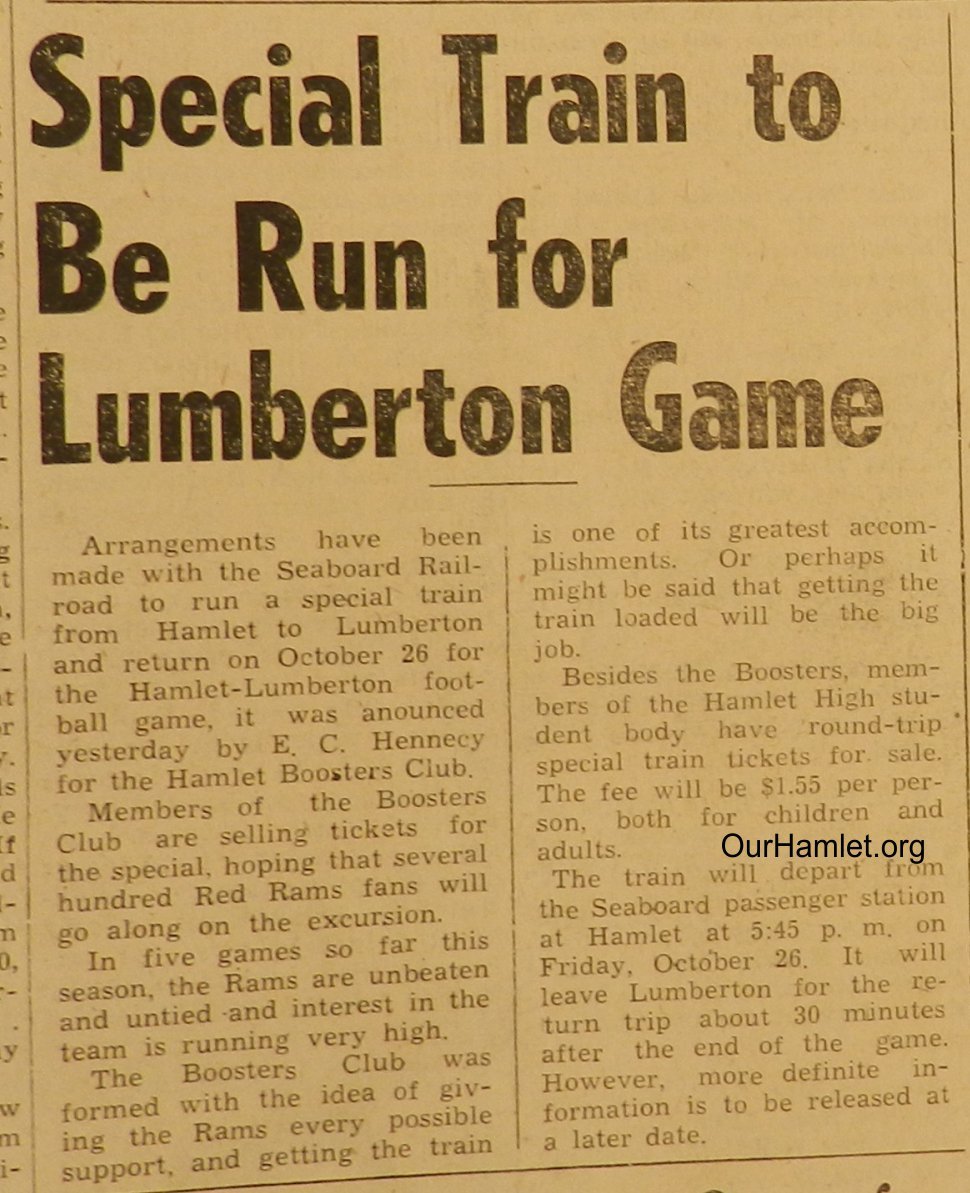 Special Train to
Be Run for
Lumberton Game
Arrangements have been
made with the Seaboard Rail-
road to run a special train
from Hamlet to Lumberton
and return on October 26 for
the Hamlet-Lumberton foot-
ball game, it was anounced
yesterday by E. C. Hennecy
for the Hamlet Boosters Club.
Members of the Boosters
Club are selling tickets for
the special, hoping that several
hundred Red Rams fans will
go along on the excursion.
In five games so far this
season, the Rams are unbeaten
and untied and interest in the
team is running very high.
The Boosters Club was
formed with the idea of giv-
ing the Rams every possible
support, and getting the train
is one of its greatest accom-
plishments. Or perhaps it
might be said that getting the
train loaded will be the big
job.
Besides the Boosters, mem-
bers of the Hamlet High stu-
dent body have round-trip
special train tickets for sale.
The fee will be $1.55 per per-
son, both for children and
adults.
OurHamlet.org
The train will depart from
the Seaboard passenger station
at Hamlet at 5:45 p. m. on
Friday, October 26. It will
leave Lumberton for the re-
turn trip about 30 minutes
after the end of the game.
However, more definite in-
formation is to be released at
a later date.